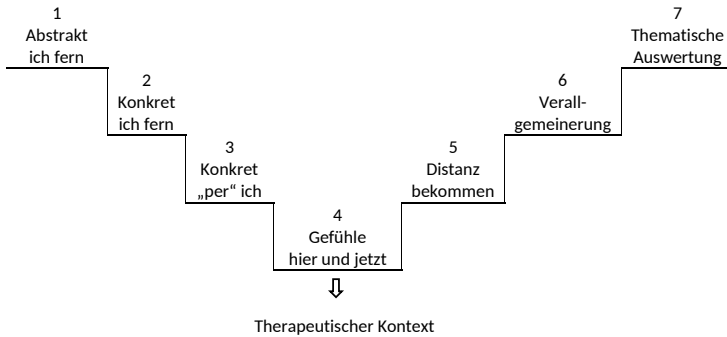 1
Abstrakt
ich fern
2
Konkret
ich fern
3
Konkret
„per“ ich
4
Gefühle
hier und jetzt
5
Distanz
bekommen
6
Verall-
gemeinerung
7
Thematische
Auswertung
Therapeutischer Kontext